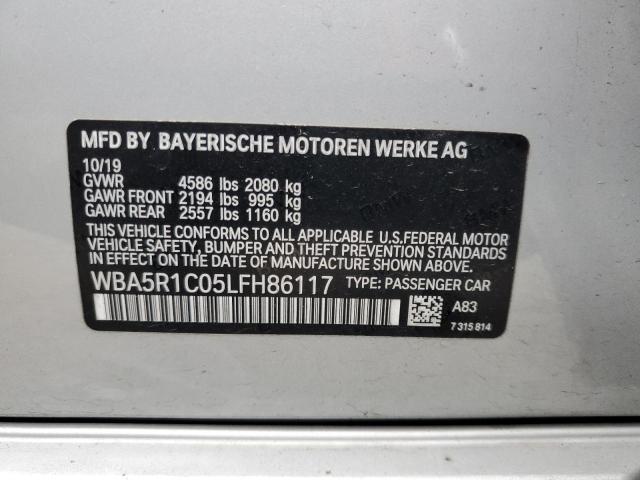 MFD BY BAYERISCHE MOTOREN WERKE AG
10/19
GVWR 4586 lbs 2080 kg
GAWR FRONT 2194 lbs 995 kg
GAWR REAR 2557 lbs 1160 kg
THIS VEHICLE CONFORMS TO ALL APPLICABLE U.S.FEDERAL MOTOR
VEHICLE SAFETY, BUMPER AND THEFT PREVENTION STANDARDS
IN EFFECT ON THE DATE OF MANUFACTURE SHOWN ABOVE.
WBA5R1C05LFH86117 TYPE: PASSENGER CAR
A83
7 315 814